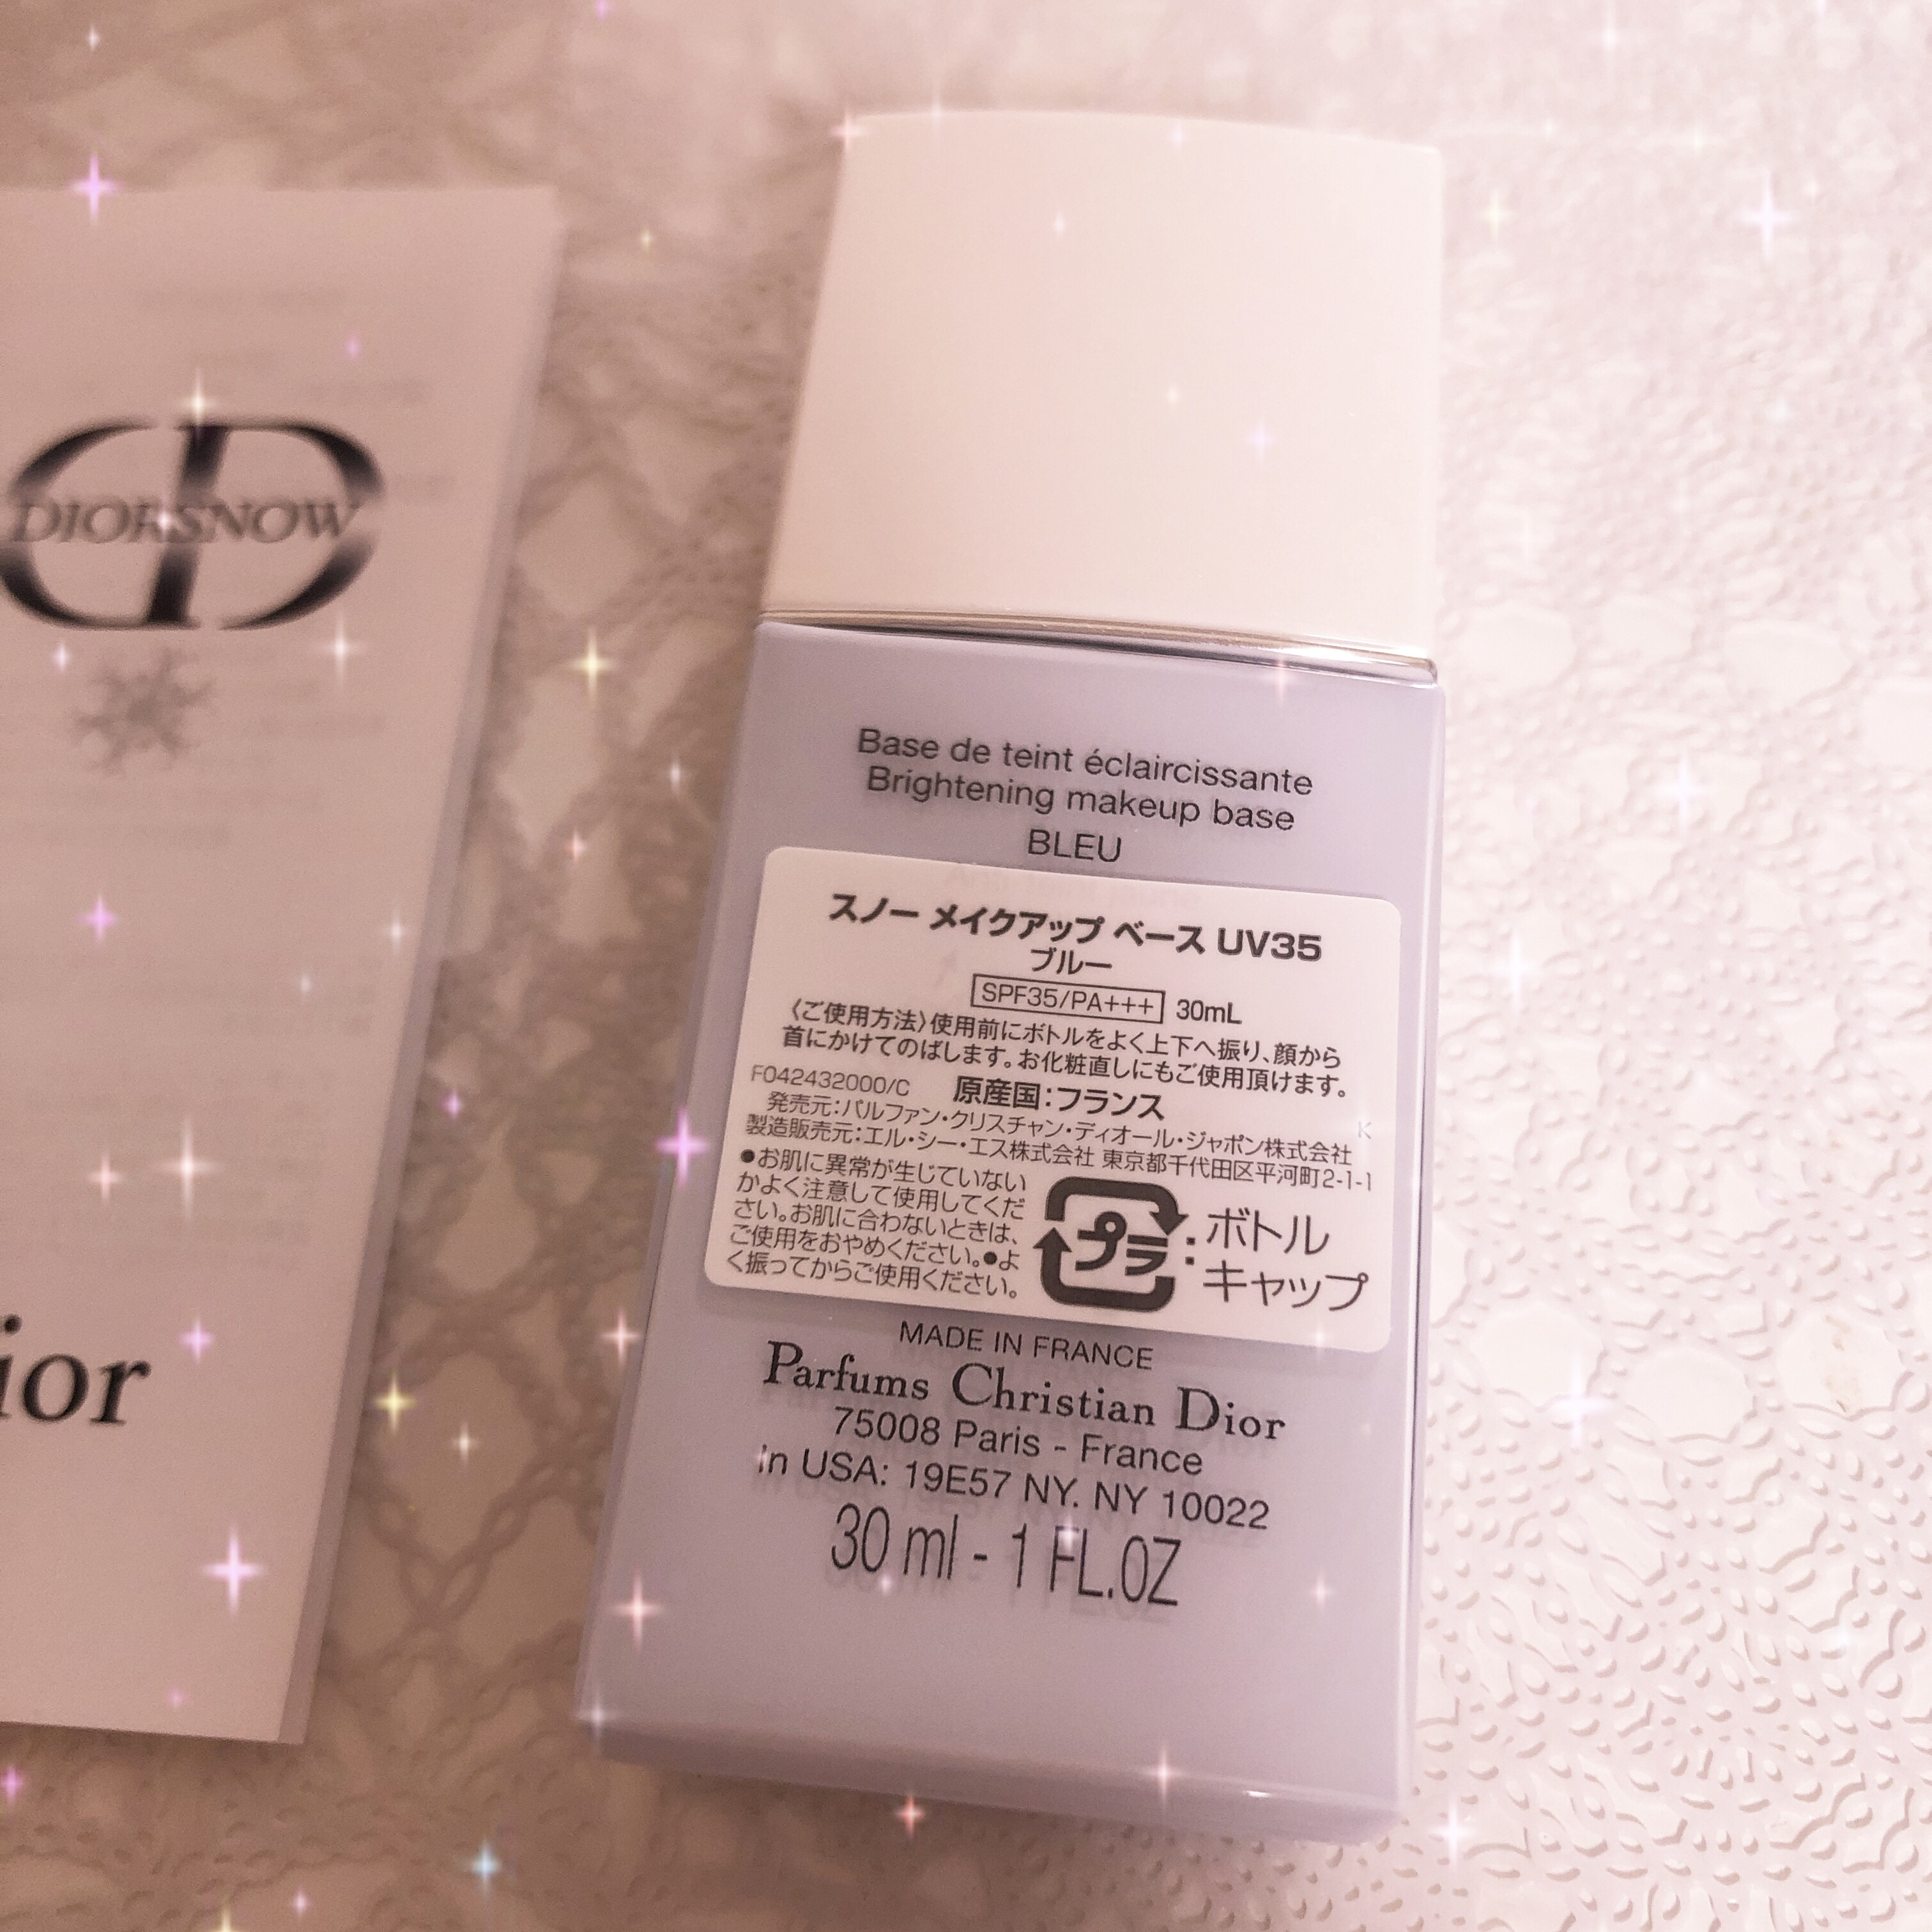 DIORSNOW
ior
Base de teint éclaircissante
Brightening makeup base
BLEU
スノー メイクアップ ベース UV35
ブルー
SPF35/PA+++ 30mL
〈ご使用方法〉使用前にボトルをよく上下へ振り、顔から
首にかけてのばします。お化粧直しにもご使用頂けます。
F042432000/C 原産国：フランス
発売元：パルファン・クリスチャン・ディオール・ジャポン株式会社
製造販売元：エル・シー・エス株式会社 東京都千代田区平河町2-1-1
K
●お肌に異常が生じていない
かよく注意して使用してくだ
さい。お肌に合わないときは、
ご使用をおやめください。●よ
く振ってからご使用ください。
プラ：ボトル
キャップ
MADE IN FRANCE
Parfums Christian Dior
75008 Paris - France
in USA: 19E57 NY. NY 10022
30 ml - 1 FL.OZ